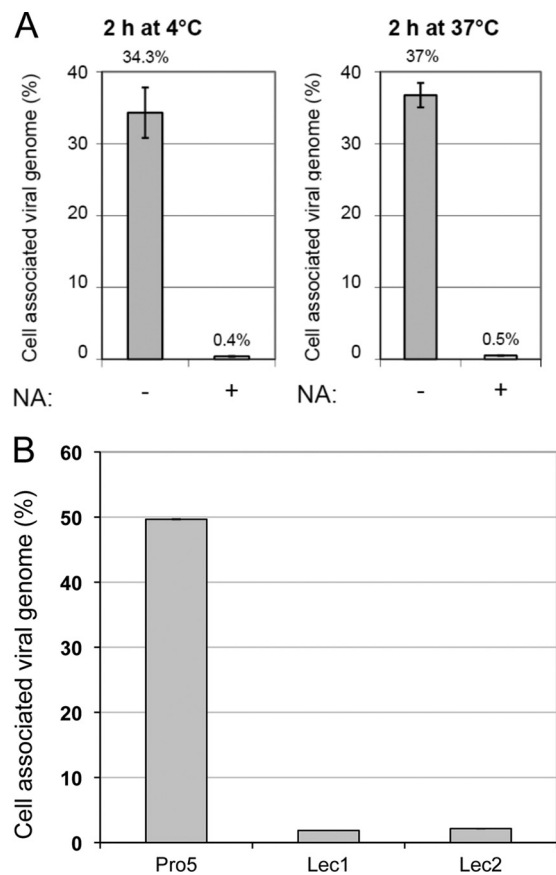 A
2 h at 4°C
2 h at 37°C
Cell associated viral genome (%)
34.3%
40
30
20
10
0
0.4%
NA:
-
+
Cell associated viral genome (%)
37%
40
30
20
10
0
0.5%
NA:
-
+
B
Cell associated viral genome (%)
60
50
40
30
20
10
0
Pro5
Lec1
Lec2